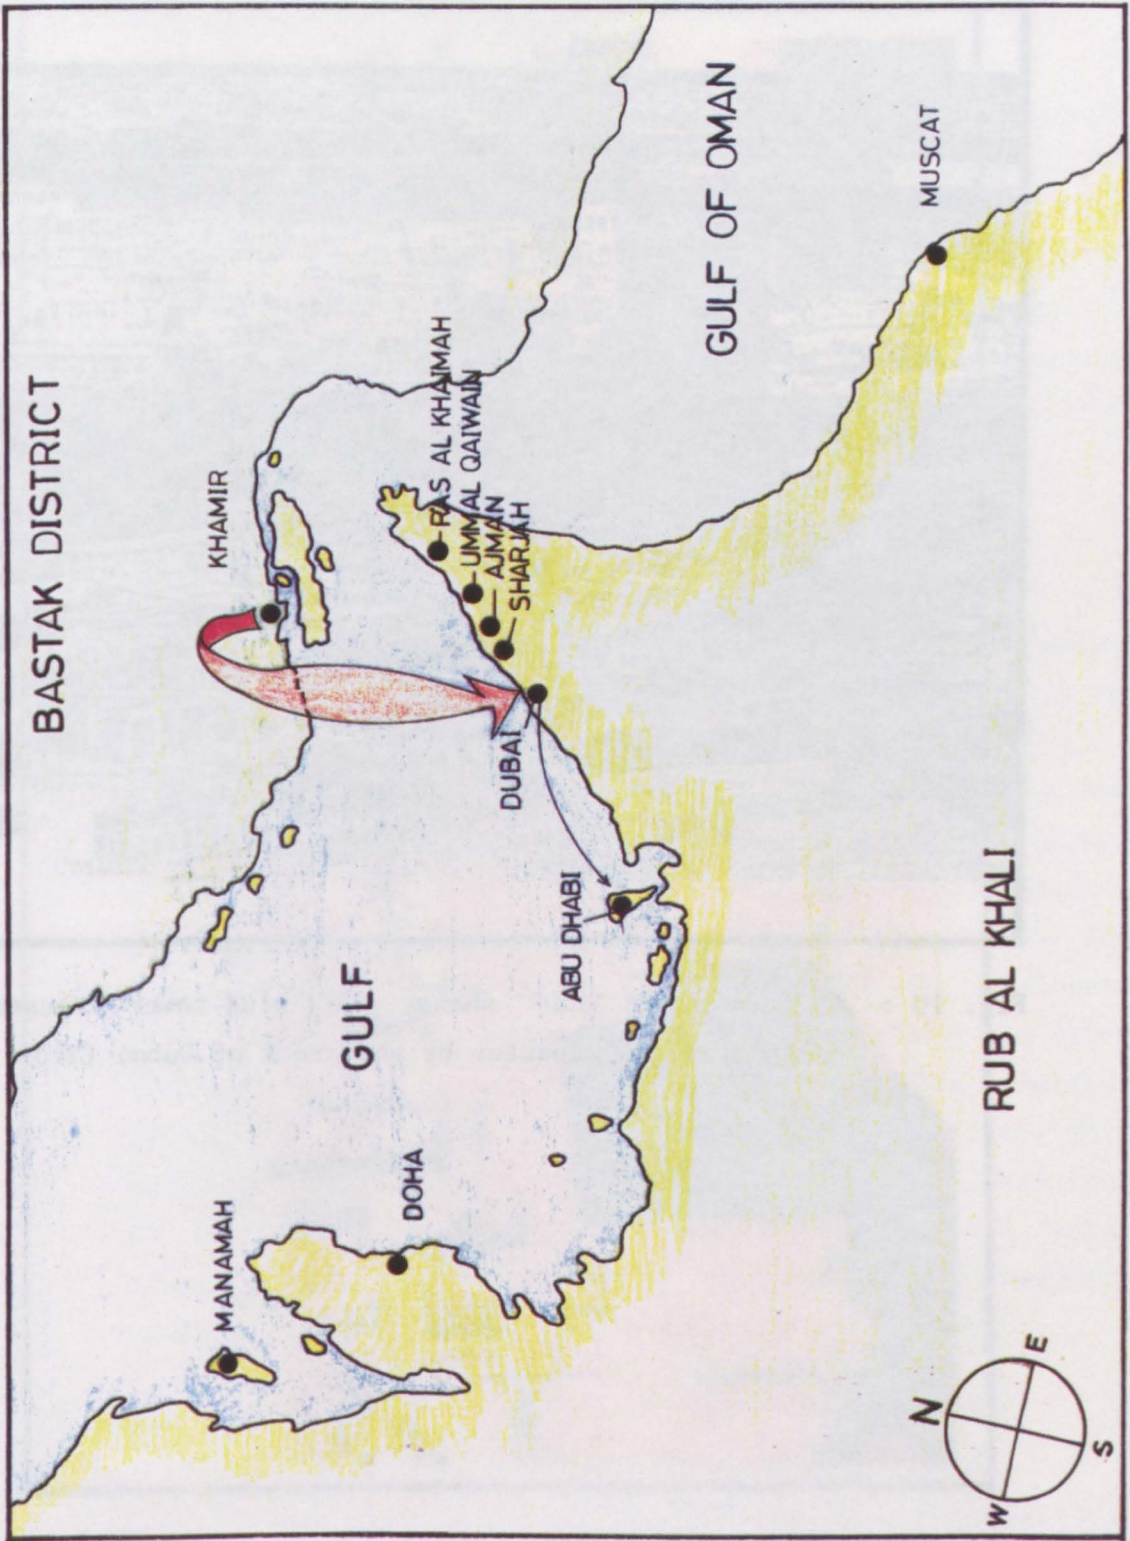 BASTAK DISTRICT
KHAMIR
MANANAH
GULF
DOHA
RAS AL KHAIMAH
UMMAL QAIWAIN
AJMAN
SHARJAH
DUBAI
ABU DHABI
GULF OF OMAN
MUSCAT
RUB AL KHALI
N
E
W
S